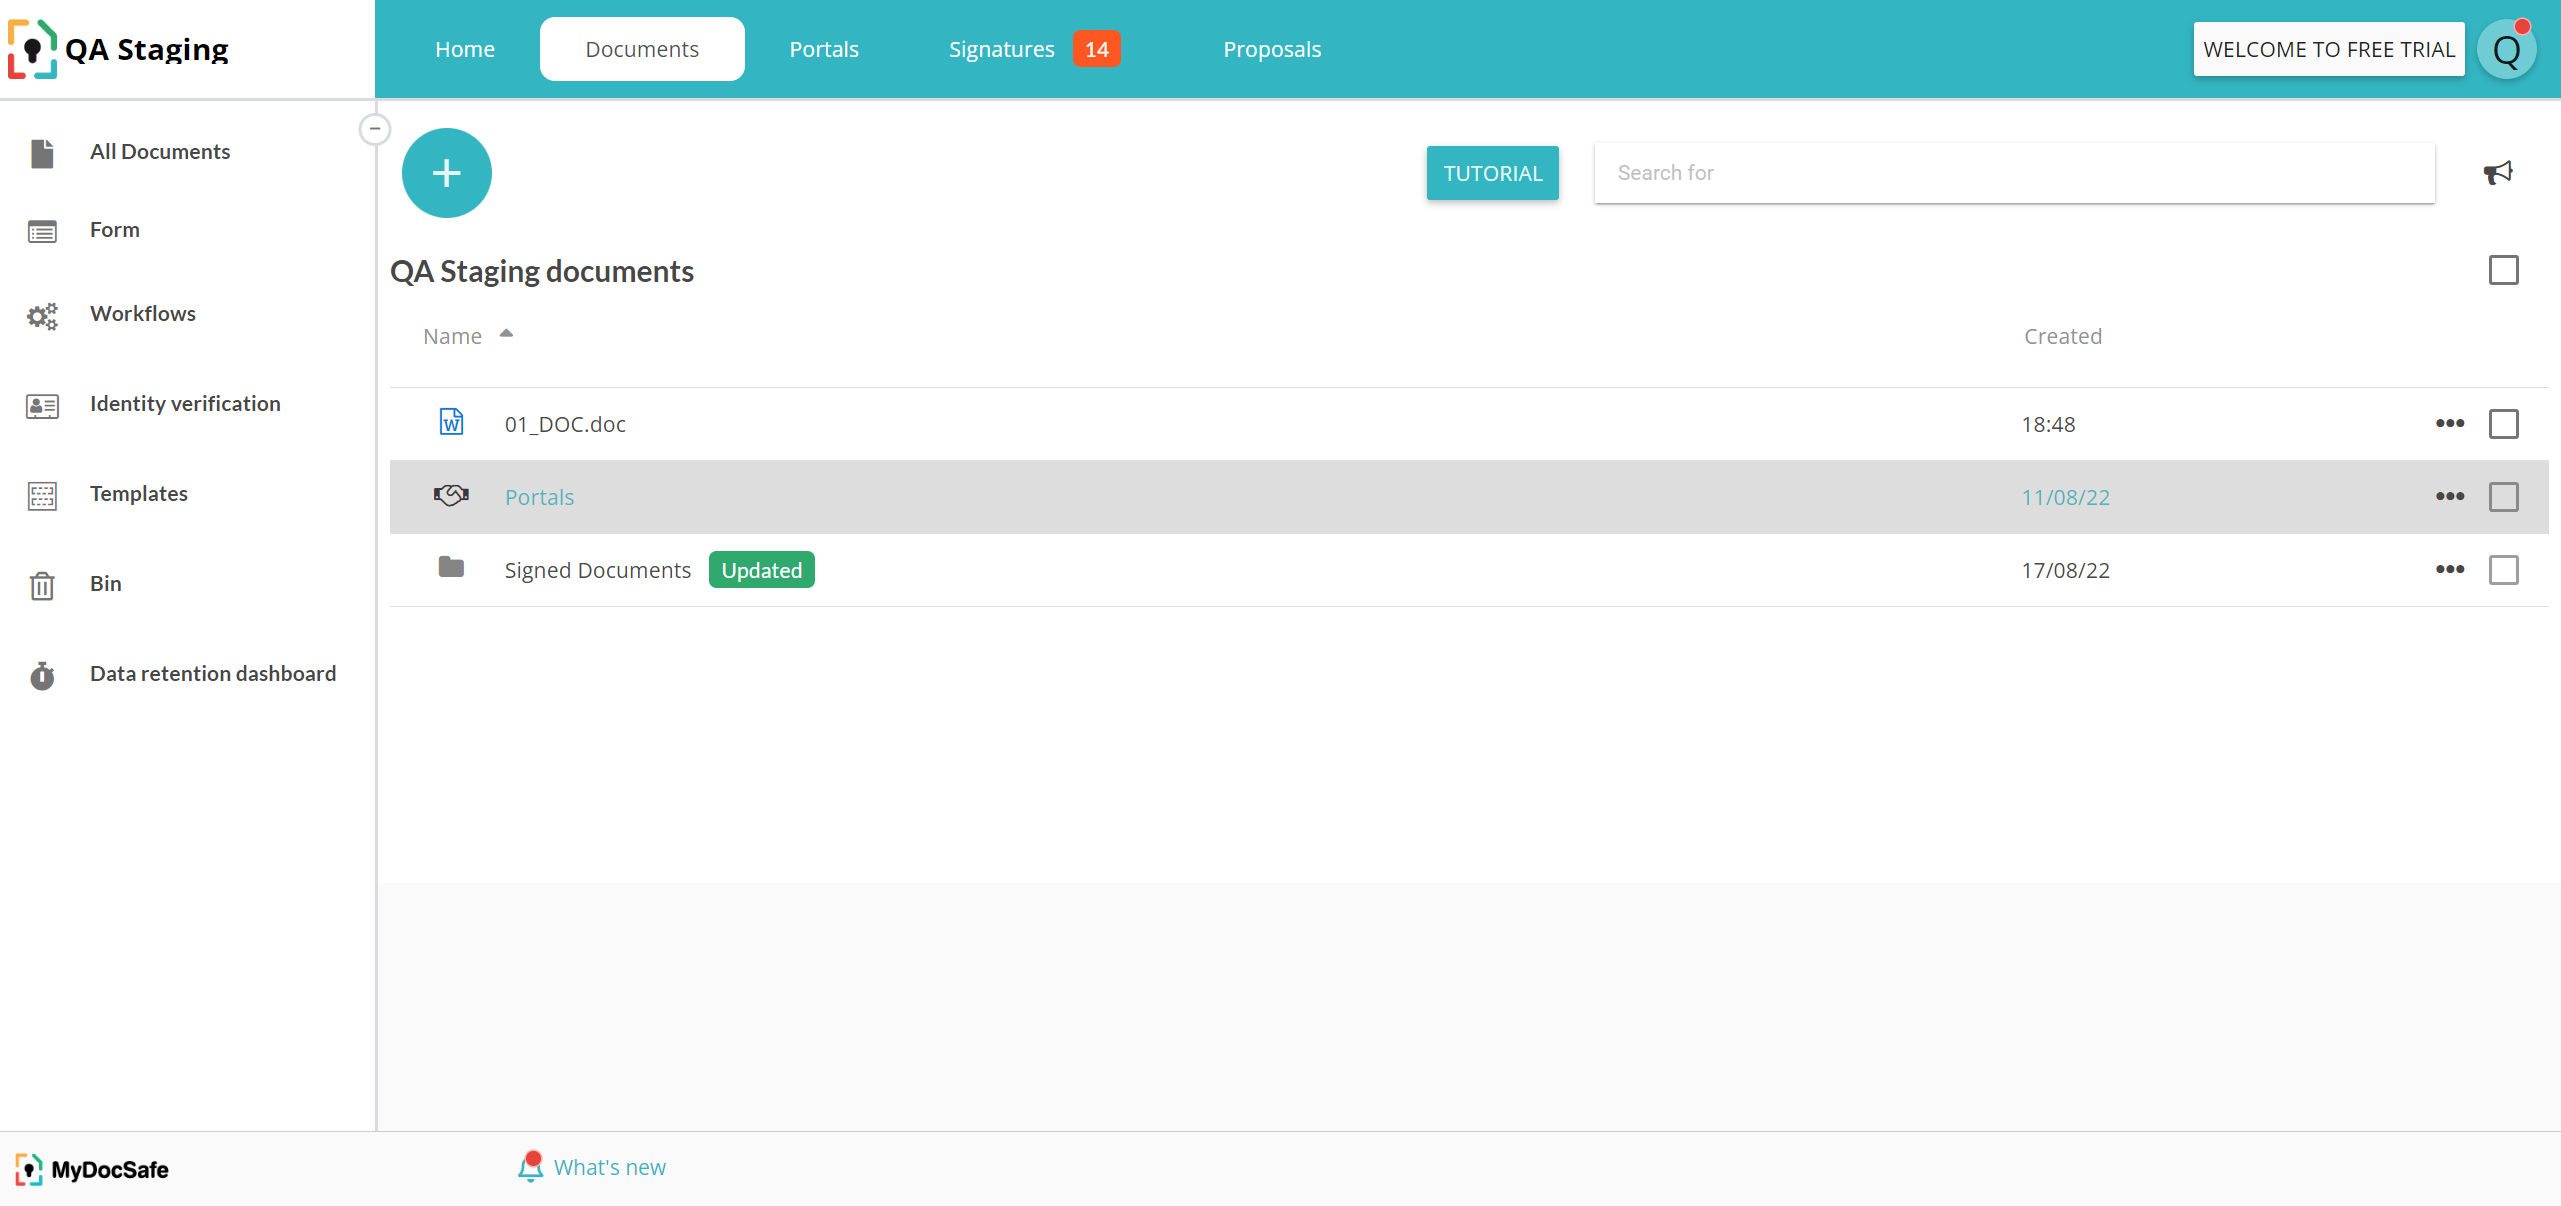 QA Staging
Home Documents Portals Signatures 14 Proposals
WELCOME TO FREE TRIAL Q
All Documents
Form
Workflows
Identity verification
Templates
Bin
Data retention dashboard
TUTORIAL Search for
QA Staging documents
Name Created
W 01_DOC.doc 18:48
Portals 11/08/22
Signed Documents Updated 17/08/22
MyDocSafe What's new